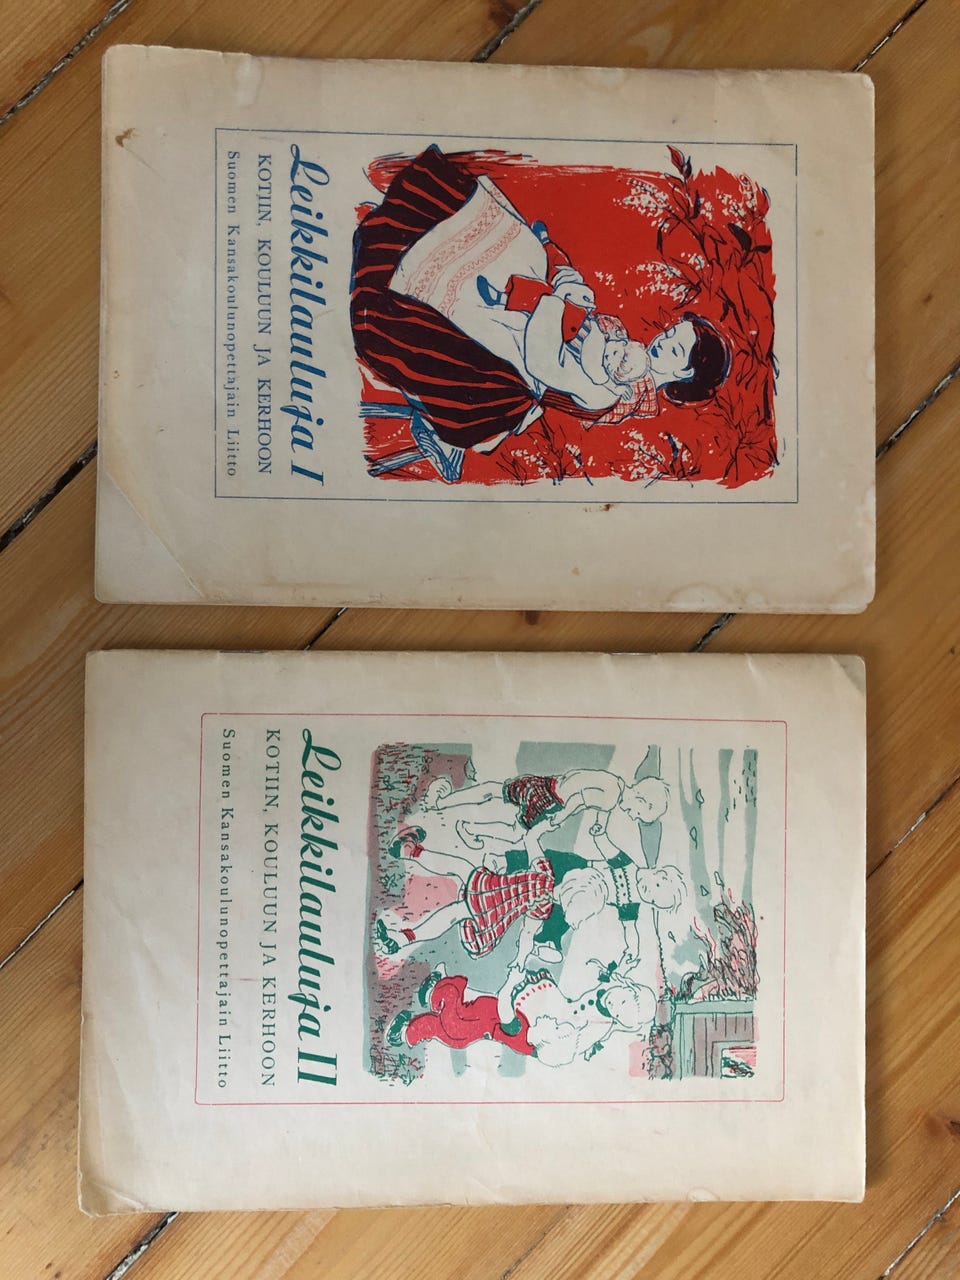 Leikkilauluja I
KOTIIN, KOULUUN JA KERHOON
Suomen Kansakoulunopettajain Liitto
Leikkilauluja II
KOTIIN, KOULUUN JA KERHOON
Suomen Kansakoulunopettajain Liitto